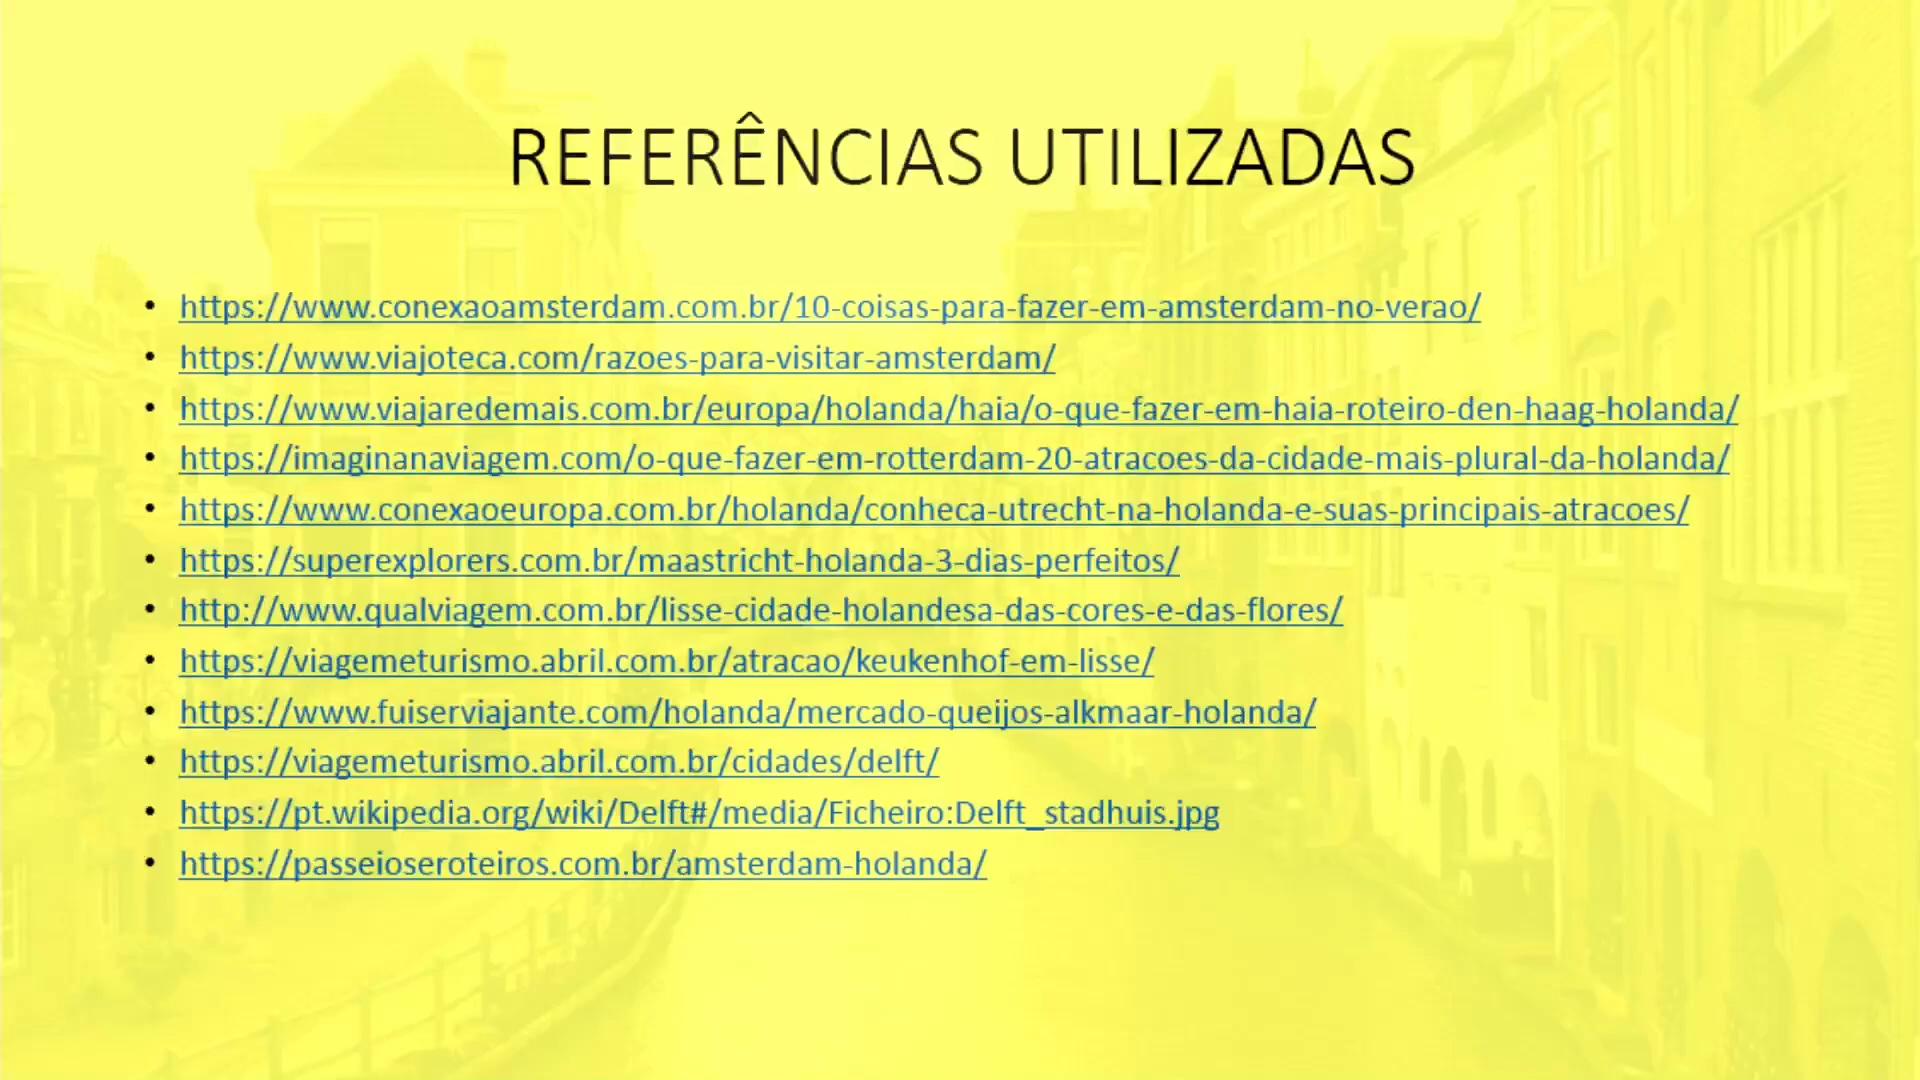 REFERÊNCIAS UTILIZADAS
• https://www.conexaoamsterdam.com.br/10-coisas-para-fazer-em-amsterdam-no-verao/
• https://www.viajoteca.com/razoes-para-visitar-amsterdam/
• https://www.viajaredemais.com.br/europa/holanda/haia/o-que-fazer-em-haia-roteiro-den-haag-holanda/
• https://imaginanaviagem.com/o-que-fazer-em-rotterdam-20-atracoes-da-cidade-mais-plural-da-holanda/
• https://www.conexaoeuropa.com.br/holanda/conheca-utrecht-na-holanda-e-suas-principais-atracoes/
• https://superexplorers.com.br/maastricht-holanda-3-dias-perfeitos/
• http://www.qualviagem.com.br/lisse-cidade-holandesa-das-cores-e-das-flores/
• https://viagemeturismo.abril.com.br/atracao/keukenhof-em-lisse/
• https://www.fuiserviajante.com/holanda/mercado-queijos-alkmaar-holanda/
• https://viagemeturismo.abril.com.br/cidades/delft/
• https://pt.wikipedia.org/wiki/Delft#/media/Ficheiro:Delft_stadhuis.jpg
• https://passeioseroteiros.com.br/amsterdam-holanda/